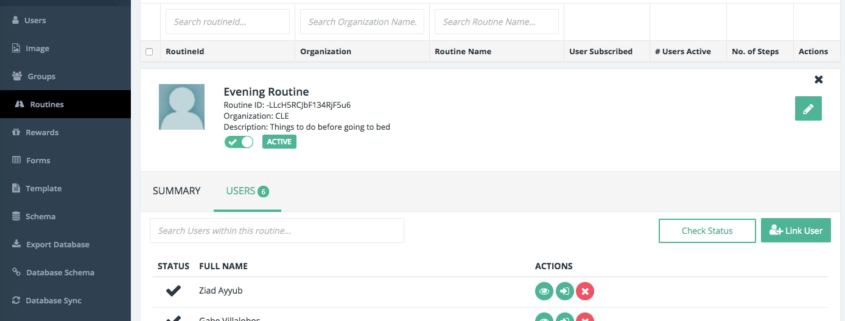 Users
Image
Groups
Routines
Rewards
Forms
Template
Schema
Export Database
Database Schema
Database Sync
Search routineId...
Search Organization Name.
Search Routine Name...
RoutineId
Organization
Routine Name
User Subscribed
# Users Active
No. of Steps
Actions
Evening Routine
Routine ID: -LLcH5RCJbF134RjF5u6
Organization: CLE
Description: Things to do before going to bed
ACTIVE
SUMMARY
USERS 6
Search Users within this routine...
Check Status
Link User
STATUS FULL NAME ACTIONS
Ziad Ayyub
Gabe Villalobos